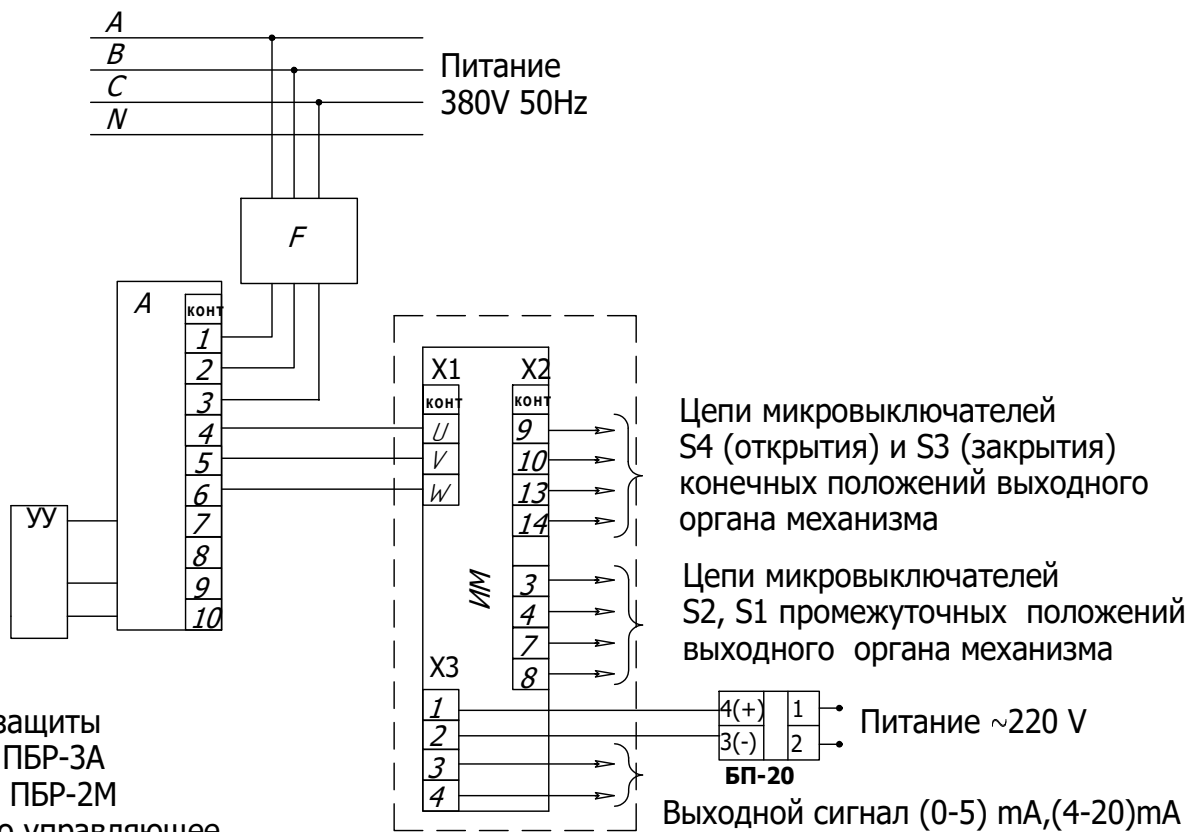 A
B
C
N
Питание
380V 50Hz
F
A
конт
1
2
3
4
5
6
7
8
9
10
УУ
X1
конт
U
V
W
X2
конт
9
10
13
14
3
4
7
8
ИМ
X3
1
2
3
4
Цепи микровыключателей
S4 (открытия) и S3 (закрытия)
конечных положений выходного
органа механизма
Цепи микровыключателей
S2, S1 промежуточных положений
выходного органа механизма
4(+) 1
3(-) 2
БП-20
Питание ~220 V
Выходной сигнал (0-5) mA,(4-20)mA
защиты
ПБР-3А
ПБР-2М
управляющее